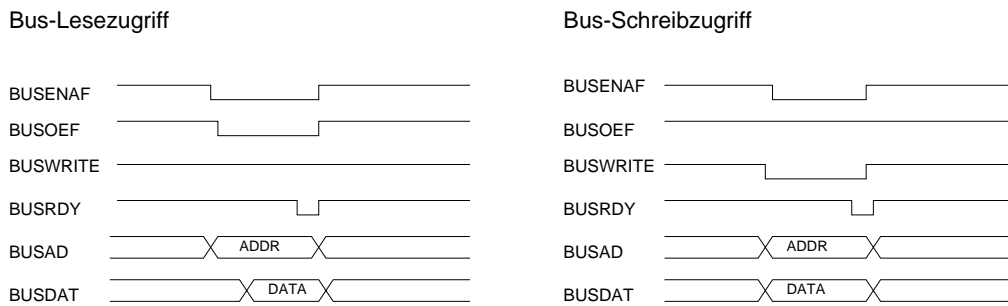 Bus-Lesezugriff
BUSENAF
BUSOEF
BUSWRITE
BUSRDY
BUSAD ADDR
BUSDAT DATA
Bus-Schreibzugriff
BUSENAF
BUSOEF
BUSWRITE
BUSRDY
BUSAD ADDR
BUSDAT DATA